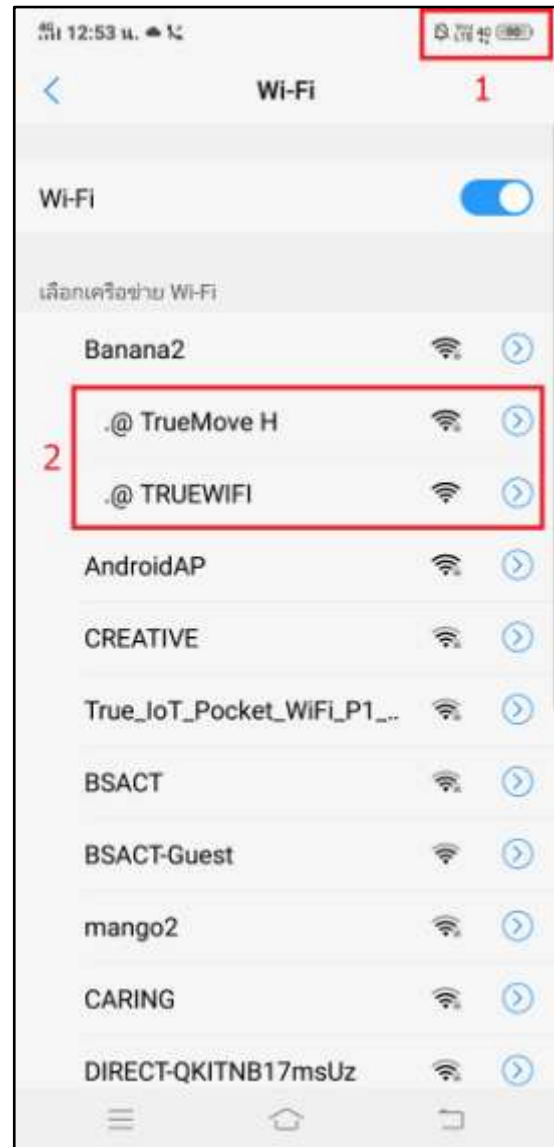 12:53 น.
1
Wi-Fi
Wi-Fi
เลือกเครือข่าย Wi-Fi
Banana2
2
.@ TrueMove H
.@ TRUEWIFI
AndroidAP
CREATIVE
True_IoT_Pocket_WiFi_P1_..
BSACT
BSACT-Guest
mango2
CARING
DIRECT-QKITNB17msUz